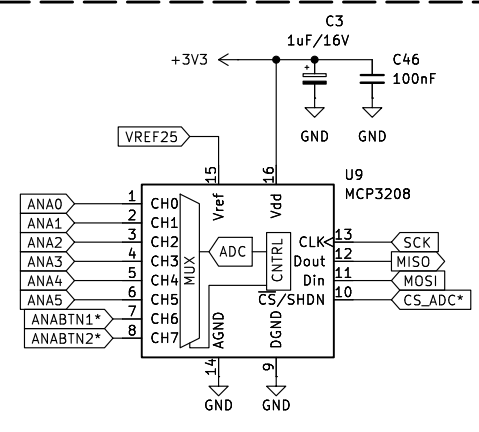 C3
1uF/16V
+3V3
+
C46
100nF
GND
GND
VREF25
15
16
U9
MCP3208
Vref
Vdd
ANA0 1 CH0
ANA1 2 CH1
ANA2 3 CH2
ANA3 4 CH3
ANA4 5 CH4
ANA5 6 CH5
ANABTN1* 7 CH6
ANABTN2* 8 CH7
MUX
ADC
CNTRL
CLK 13 SCK
Dout 12 MISO
Din 11 MOSI
CS/SHDN 10 CS_ADC*
AGND
DGND
14
9
GND
GND